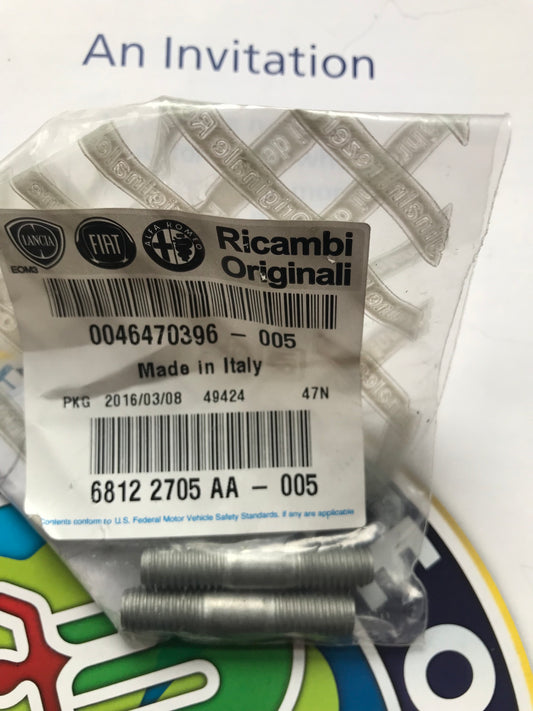 An Invitation
LANCIA
FIAT
ALFA ROMEO
Ricambi
Originali
0046470396 - 005
Made in Italy
PKG 2016/03/08 49424 47N
6812 2705 AA - 005
Contents conform to U.S. Federal Motor Vehicle Safety Standards, if any are applicable